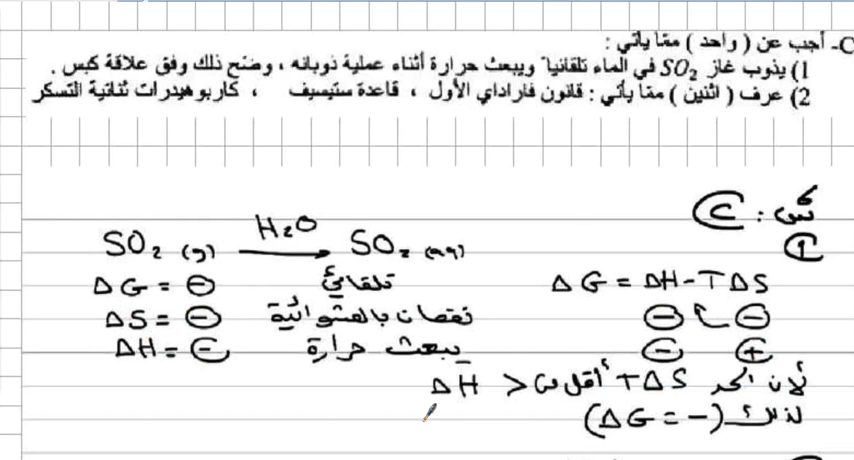 C- أجب عن ( واحد ) ممّا يأتي :
1) يذوب غاز SO₂ في الماء تلقائياً ويبعث حرارة أثناء عملية ذوبانه ، وضّح ذلك وفق علاقة كبس .
2) عرف ( اثنين ) ممّا يأتي : قانون فاراداي الأول ، قاعدة ستيسيف ، كاربوهيدرات ثنائية التسكر
C :
1
SO₂ (g) H₂O → SO₂ (aq)
ΔG = ΔH - TΔS
ΔG = ⊖ تلقائي
⊖ ⊖
ΔS = ⊖ نقصان بالعشوائية
⊖ ⊕
ΔH = ⊖ يبعث حرارة
لأن الحد TΔS أقل من > ΔH
لذلك (ΔG = -)